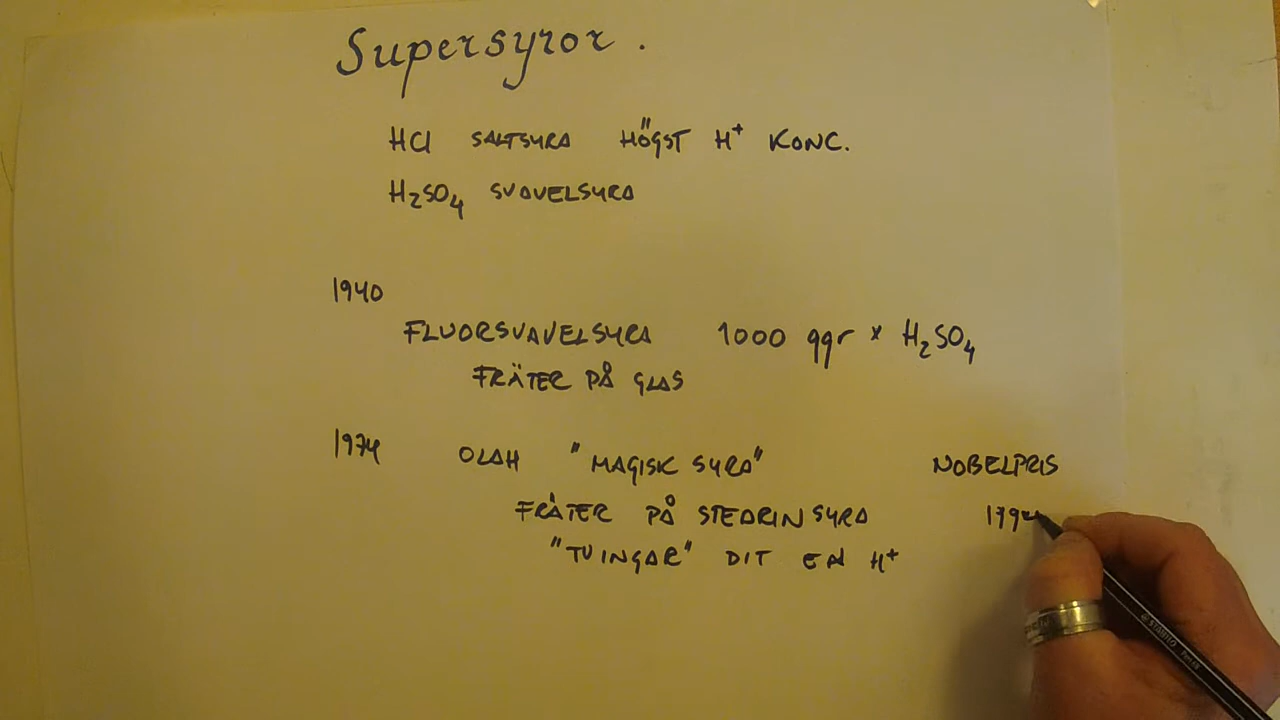 Supersyror.
HCl SALTSYRA HÖGST H⁺ KONC.
H₂SO₄ SVAVELSYRA
1940
FLUORSVAVELSYRA 1000 ggr × H₂SO₄
FRÄTER PÅ GLAS
1974 OLAH "MAGISK SYRA" NOBELPRIS
FRÄTER PÅ STEARINSYRA
"TVINGAR" DIT EN H⁺
STABILO